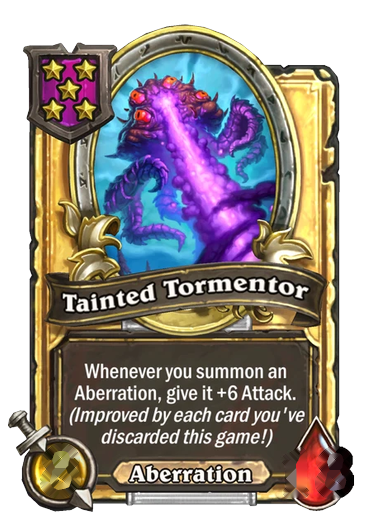 Tainted Tormentor
Whenever you summon an
Aberration, give it +6 Attack.
(Improved by each card you've
discarded this game!)
Aberration